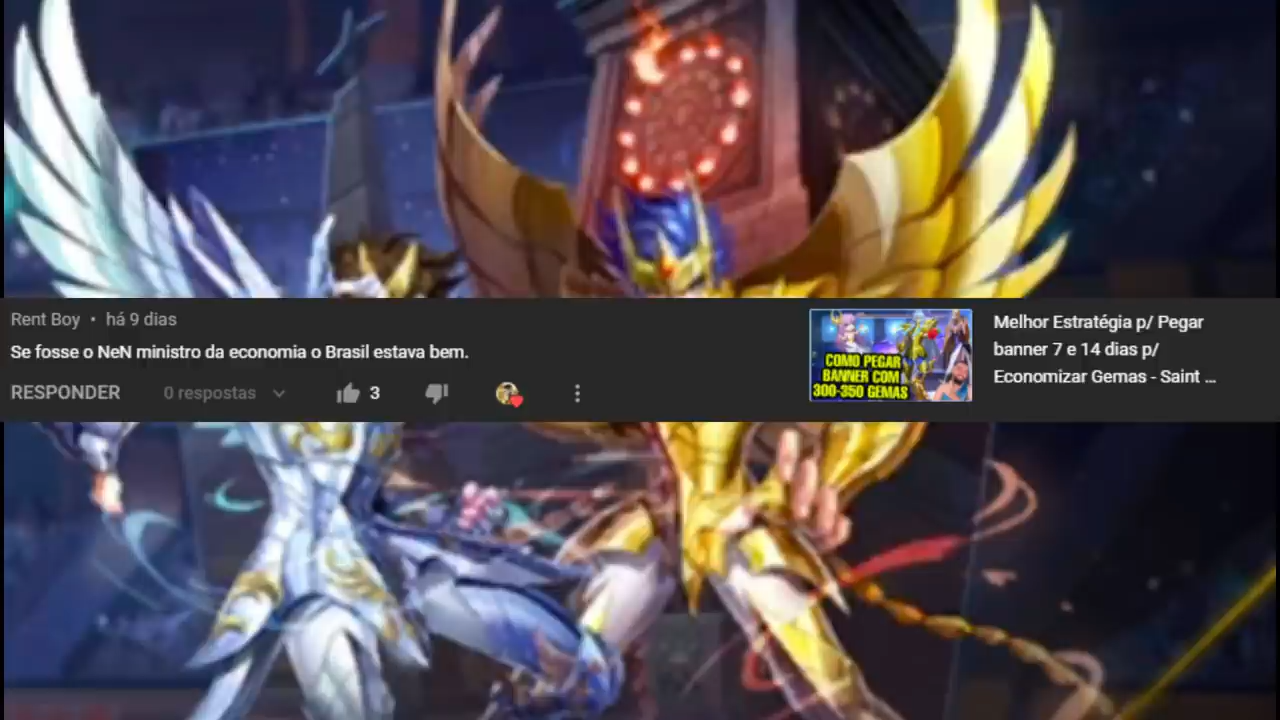 Rent Boy • há 9 dias
Se fosse o NeN ministro da economia o Brasil estava bem.
RESPONDER 0 respostas 3
COMO PEGAR
BANNER COM
300-350 GEMAS
Melhor Estratégia p/ Pegar
banner 7 e 14 dias p/
Economizar Gemas - Saint ...